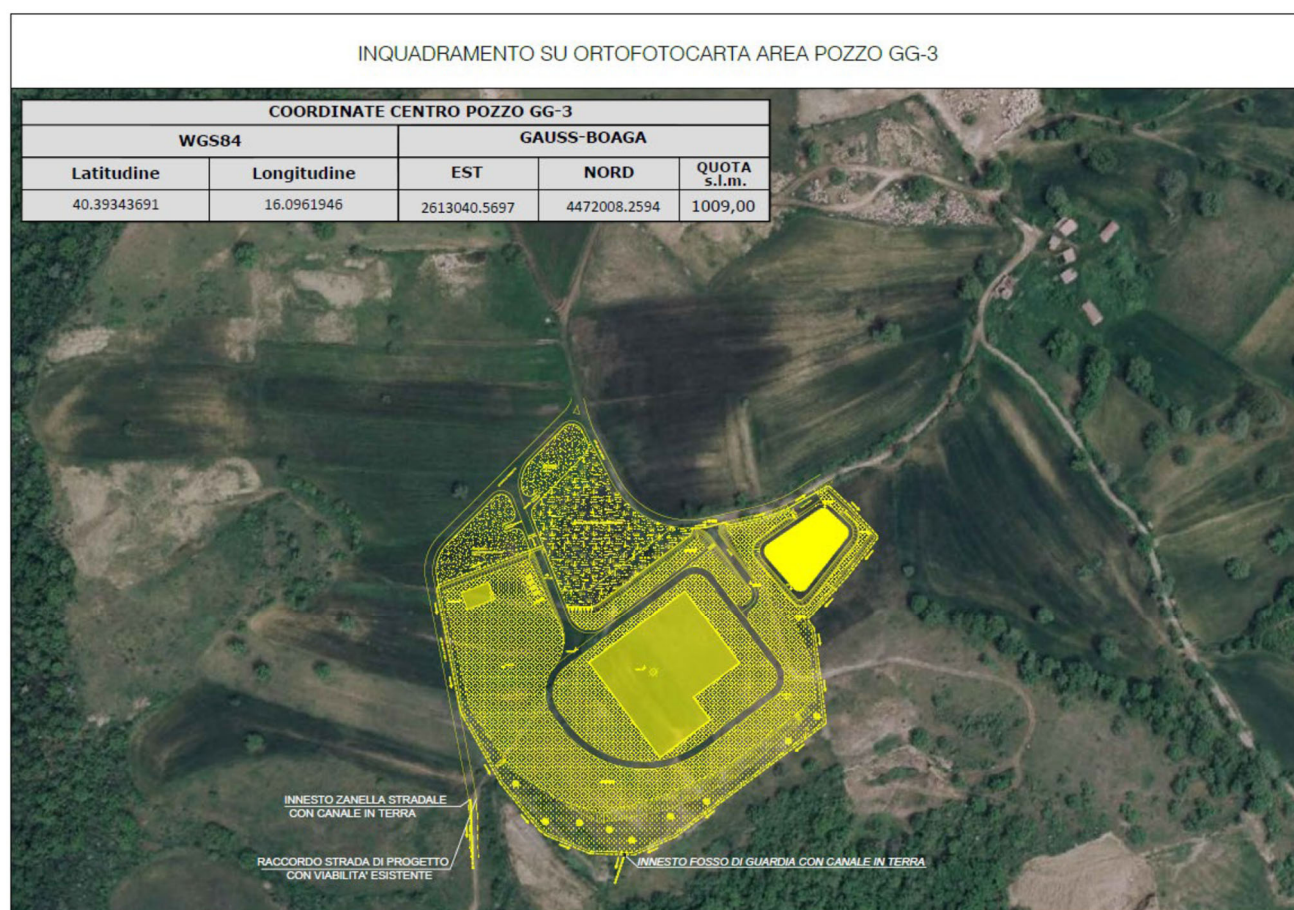 INQUADRAMENTO SU ORTOFOTOCARTA AREA POZZO GG-3
COORDINATE CENTRO POZZO GG-3
WGS84 GAUSS-BOAGA
Latitudine Longitudine EST NORD QUOTA s.l.m.
40.39343691 16.0961946 2613040.5697 4472008.2594 1009,00
INNESTO ZANELLA STRADALE
CON CANALE IN TERRA
RACCORDO STRADA DI PROGETTO
CON VIABILITA' ESISTENTE
INNESTO FOSSO DI GUARDIA CON CANALE IN TERRA